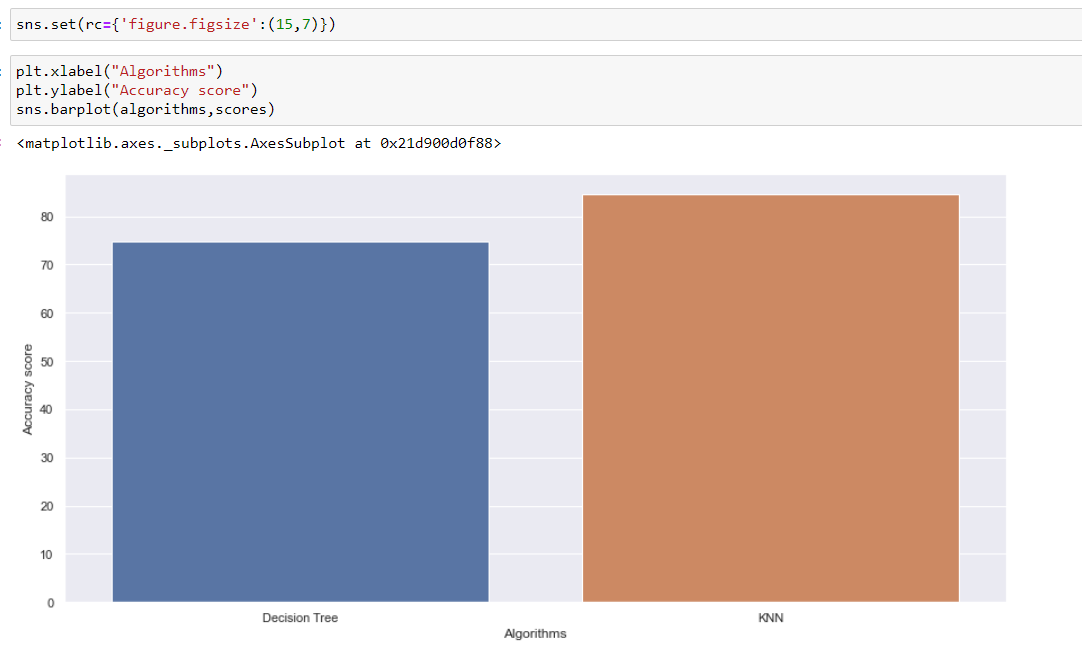 sns.set(rc={'figure.figsize':(15,7)})
plt.xlabel("Algorithms")
plt.ylabel("Accuracy score")
sns.barplot(algorithms,scores)
<matplotlib.axes._subplots.AxesSubplot at 0x21d900d0f88>
80
70
60
50
40
30
20
10
0
Accuracy score
Decision Tree
KNN
Algorithms